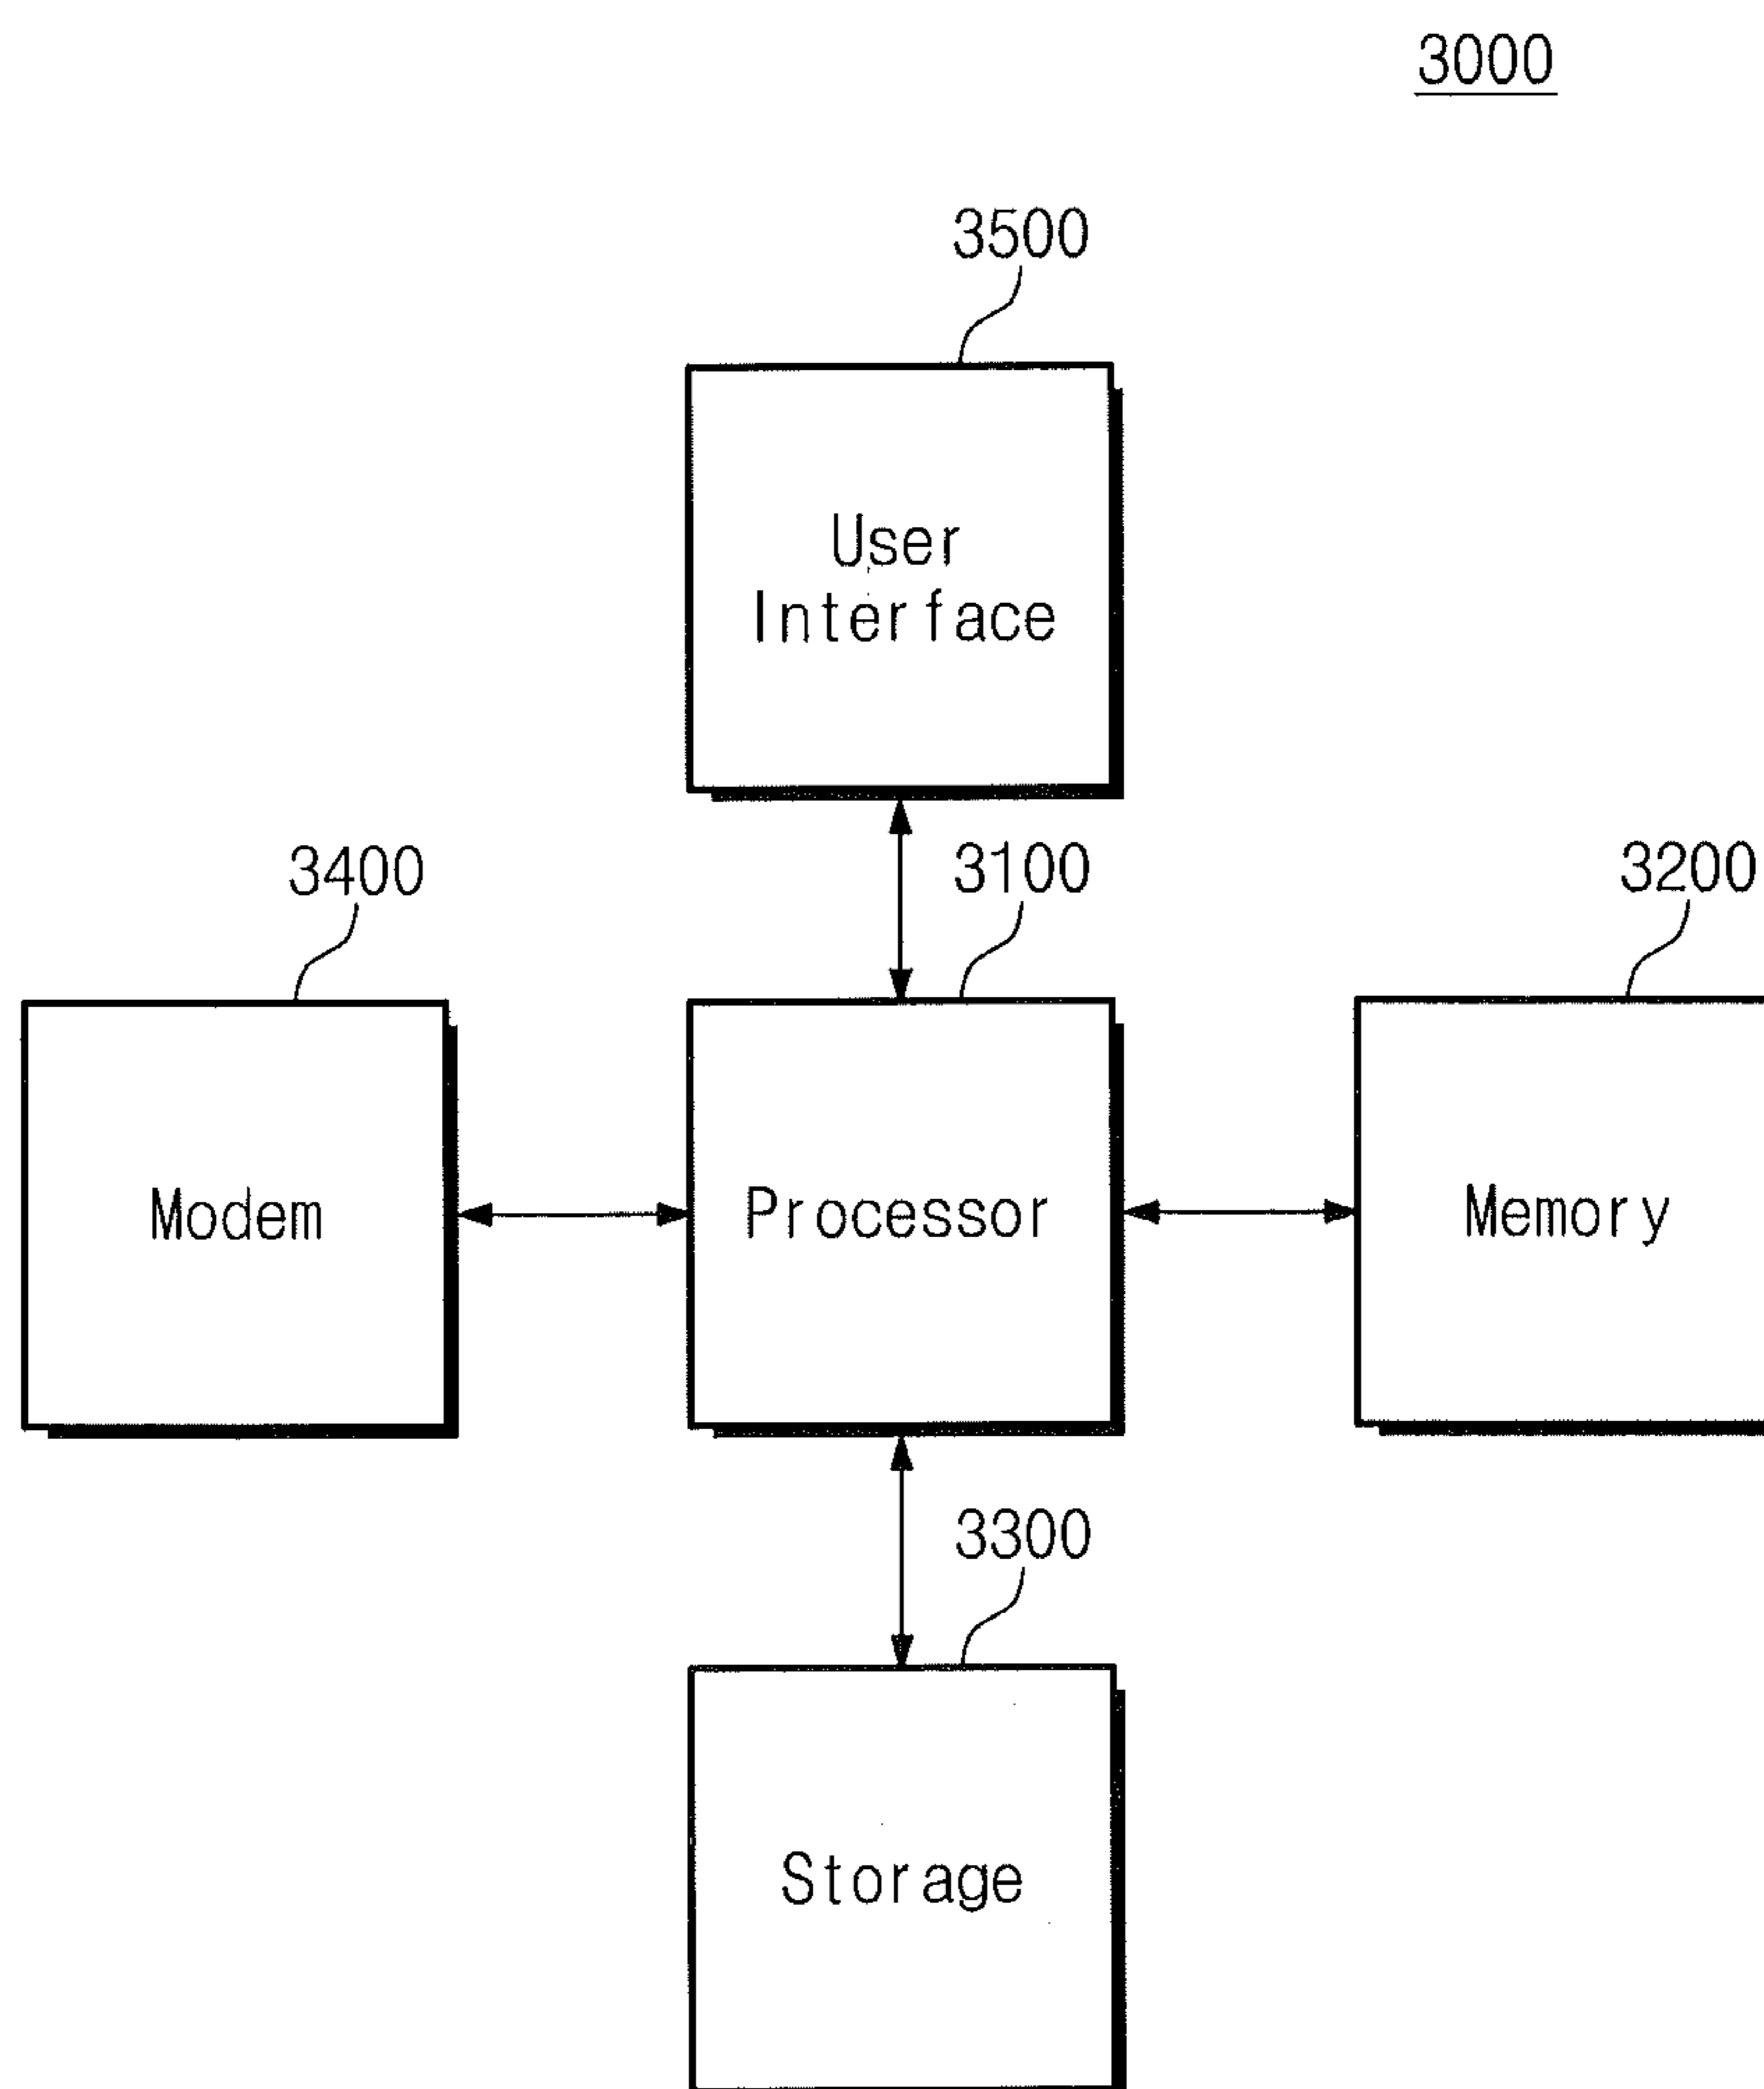 3000
3500
User
Interface
3400
3100
3200
Modem
Processor
Memory
3300
Storage